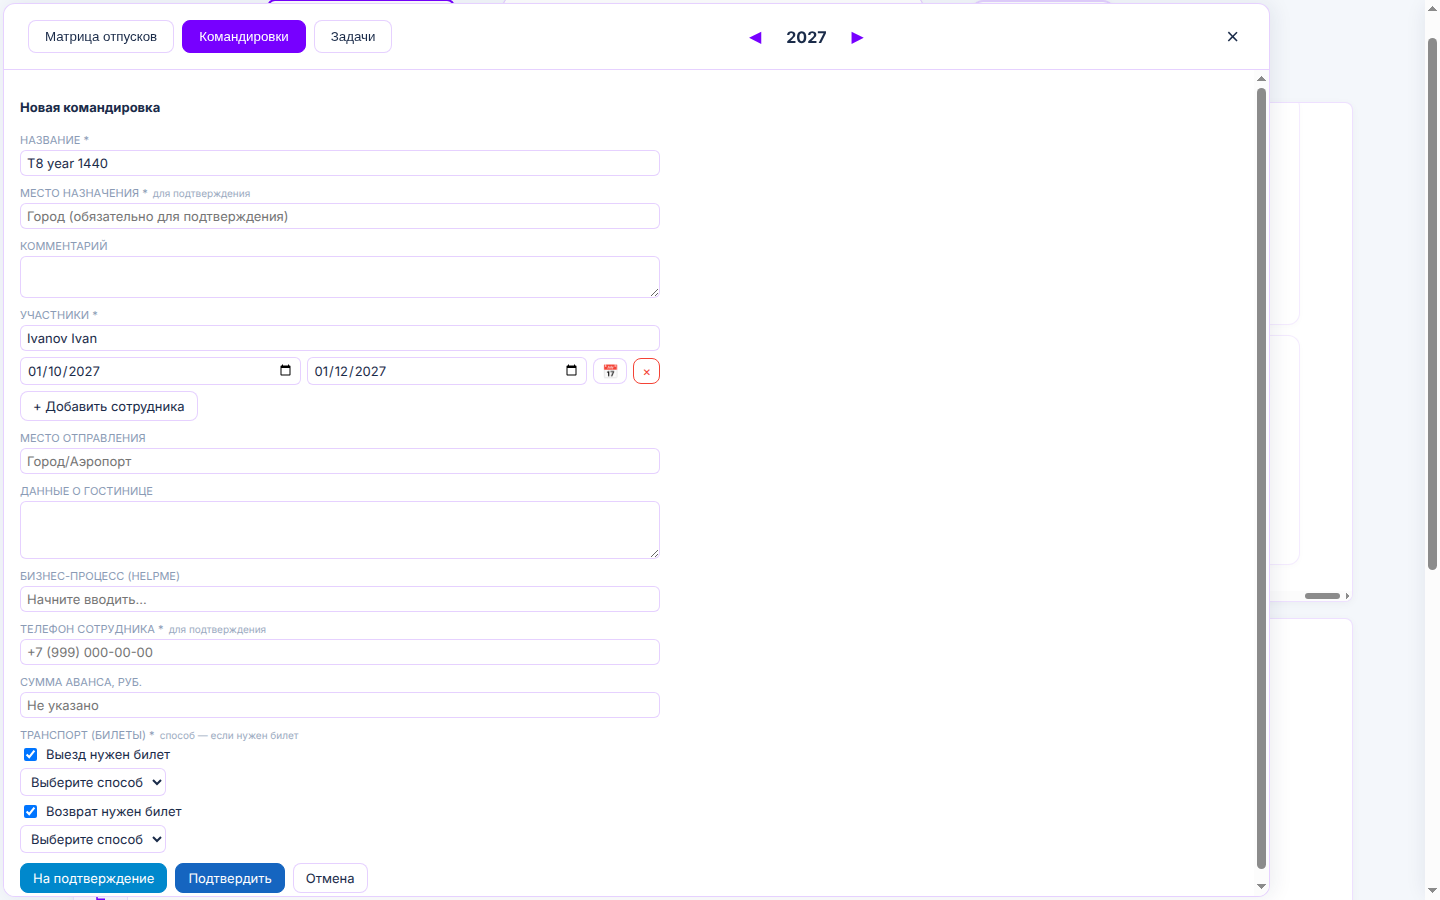 Матрица отпусков
Командировки
Задачи
◀ 2027 ▶
×
Новая командировка
НАЗВАНИЕ *
T8 year 1440
МЕСТО НАЗНАЧЕНИЯ * для подтверждения
Город (обязательно для подтверждения)
КОММЕНТАРИЙ
УЧАСТНИКИ *
Ivanov Ivan
01/10/2027
01/12/2027
×
+ Добавить сотрудника
МЕСТО ОТПРАВЛЕНИЯ
Город/Аэропорт
ДАННЫЕ О ГОСТИНИЦЕ
БИЗНЕС-ПРОЦЕСС (HELPME)
Начните вводить...
ТЕЛЕФОН СОТРУДНИКА * для подтверждения
+7 (999) 000-00-00
СУММА АВАНСА, РУБ.
Не указано
ТРАНСПОРТ (БИЛЕТЫ) * способ — если нужен билет
Выезд нужен билет
Выберите способ
Возврат нужен билет
Выберите способ
На подтверждение
Подтвердить
Отмена